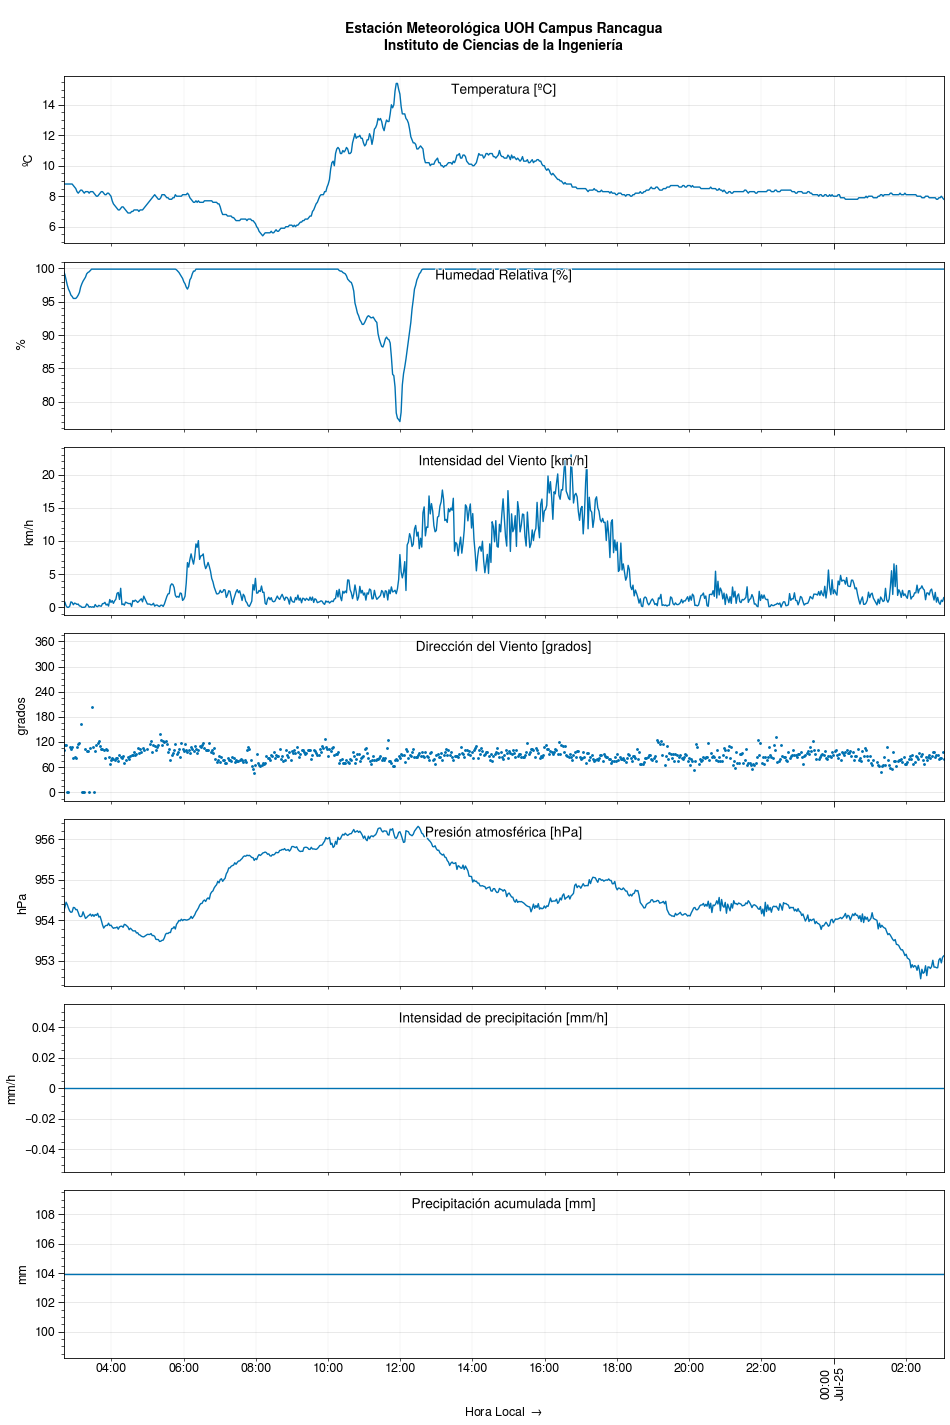 Estación Meteorológica UOH Campus Rancagua
Instituto de Ciencias de la Ingeniería
Temperatura [ºC]
ºC
14
12
10
8
6
Humedad Relativa [%]
%
100
95
90
85
80
Intensidad del Viento [km/h]
km/h
20
15
10
5
0
Dirección del Viento [grados]
grados
360
300
240
180
120
60
0
Presión atmosférica [hPa]
hPa
956
955
954
953
Intensidad de precipitación [mm/h]
mm/h
0.04
0.02
0
−0.02
−0.04
Precipitación acumulada [mm]
mm
108
106
104
102
100
04:00 06:00 08:00 10:00 12:00 14:00 16:00 18:00 20:00 22:00 00:00 02:00
Jul-25
Hora Local →